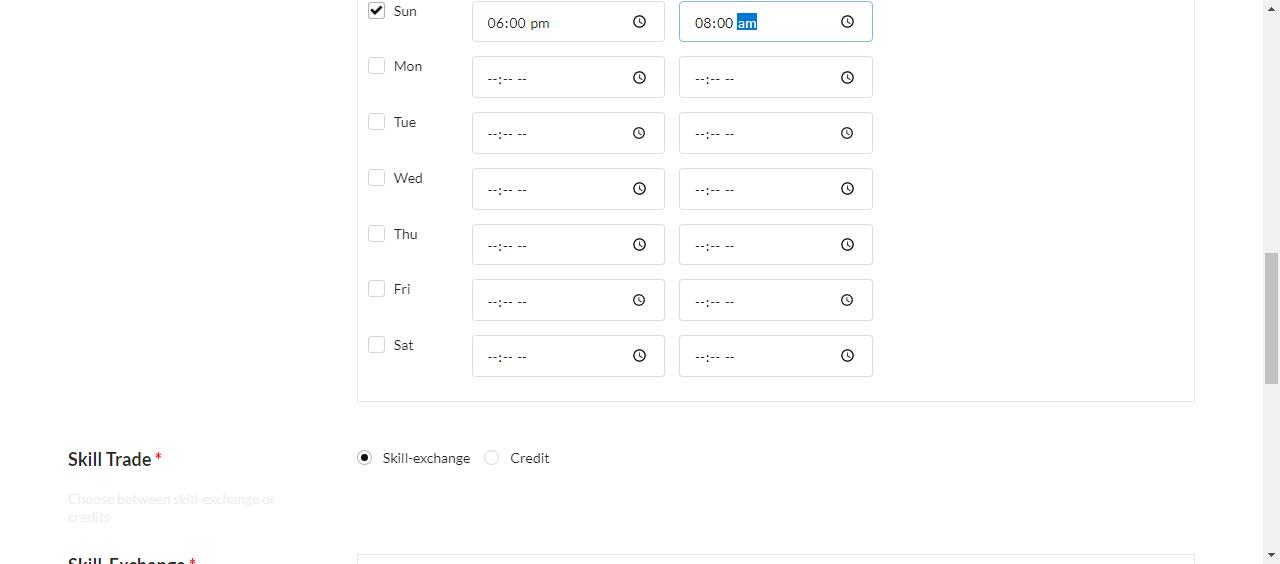 Sun 06:00 pm 08:00 am
Mon --:-- -- --:-- --
Tue --:-- -- --:-- --
Wed --:-- -- --:-- --
Thu --:-- -- --:-- --
Fri --:-- -- --:-- --
Sat --:-- -- --:-- --
Skill Trade * Skill-exchange Credit
Choose between skill-exchange or
credits
Skill-Exchange *